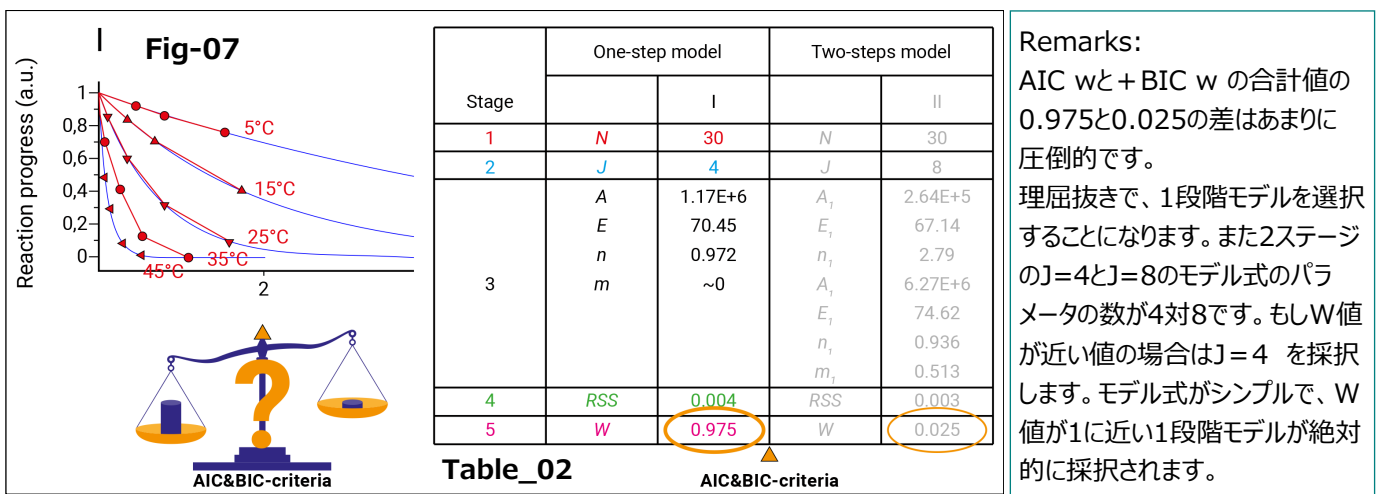 I
Fig-07
Reaction progress (a.u.)
1
0,8
0,6
0,4
0,2
0
5°C
15°C
25°C
35°C
45°C
2
?
AIC&BIC-criteria
Stage One-step model Two-steps model
I II
1 N 30 N 30
2 J 4 J 8
3 A 1.17E+6 A₁ 2.64E+5
E 70.45 E₁ 67.14
n 0.972 n₁ 2.79
m ~0 A₁ 6.27E+6
E₁ 74.62
n₁ 0.936
m₁ 0.513
4 RSS 0.004 RSS 0.003
5 W 0.975 W 0.025
Table_02
AIC&BIC-criteria
Remarks:
AIC wと+BIC w の合計値の
0.975と0.025の差はあまりに
圧倒的です。
理屈抜きで、1段階モデルを選択
することになります。また2ステージ
のJ=4とJ=8のモデル式のパラ
メータの数が4対8です。もしW値
が近い値の場合はJ=4 を採択
します。モデル式がシンプルで、W
値が1に近い1段階モデルが絶対
的に採択されます。